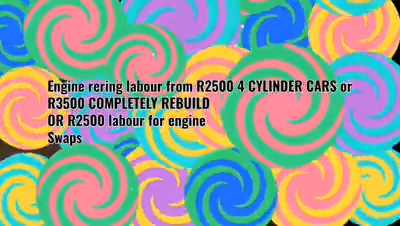 Engine rering labour from R2500 4 CYLINDER CARS or
R3500 COMPLETELY REBUILD
OR R2500 labour for engine
Swaps